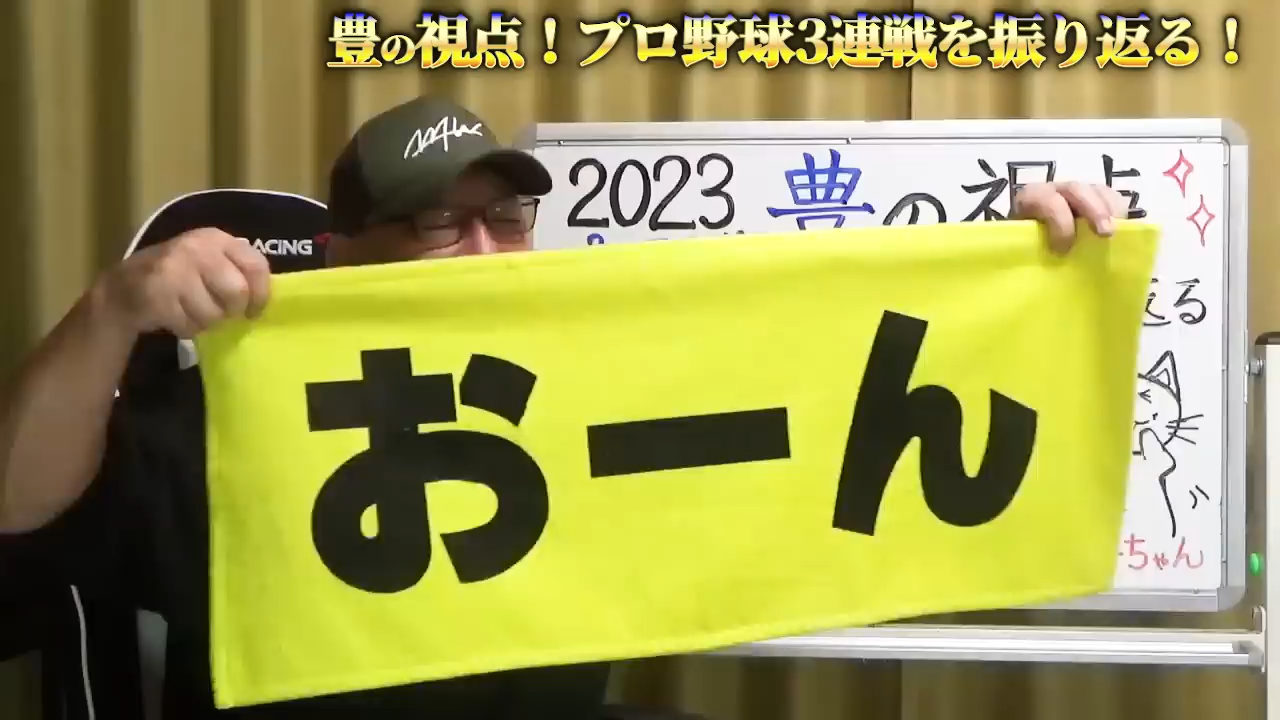 豊の視点！プロ野球3連戦を振り返る！
RACING
2023 豊の視点
返る
おーん
ちゃん